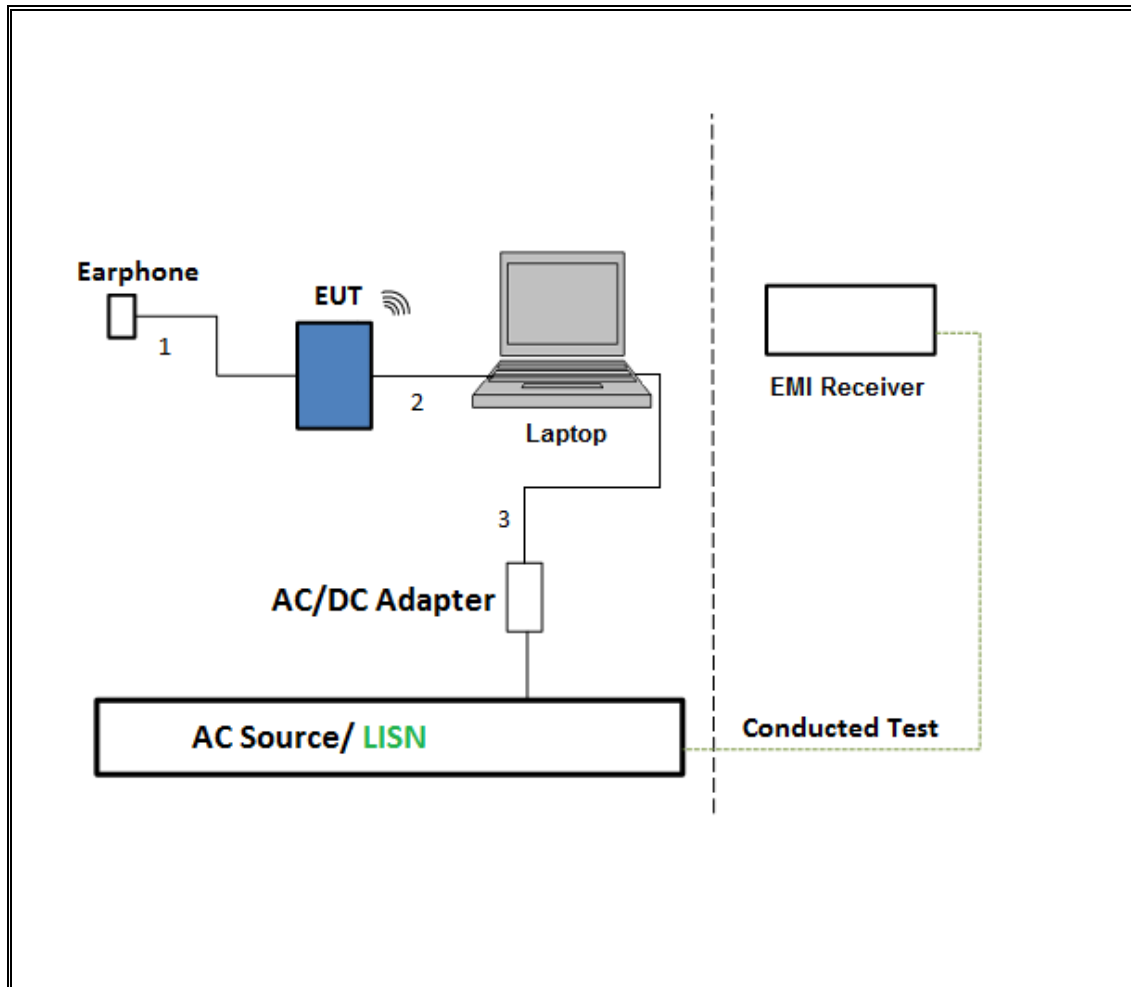 Earphone
EUT
1
2
Laptop
EMI Receiver
3
AC/DC Adapter
AC Source/ LISN
Conducted Test